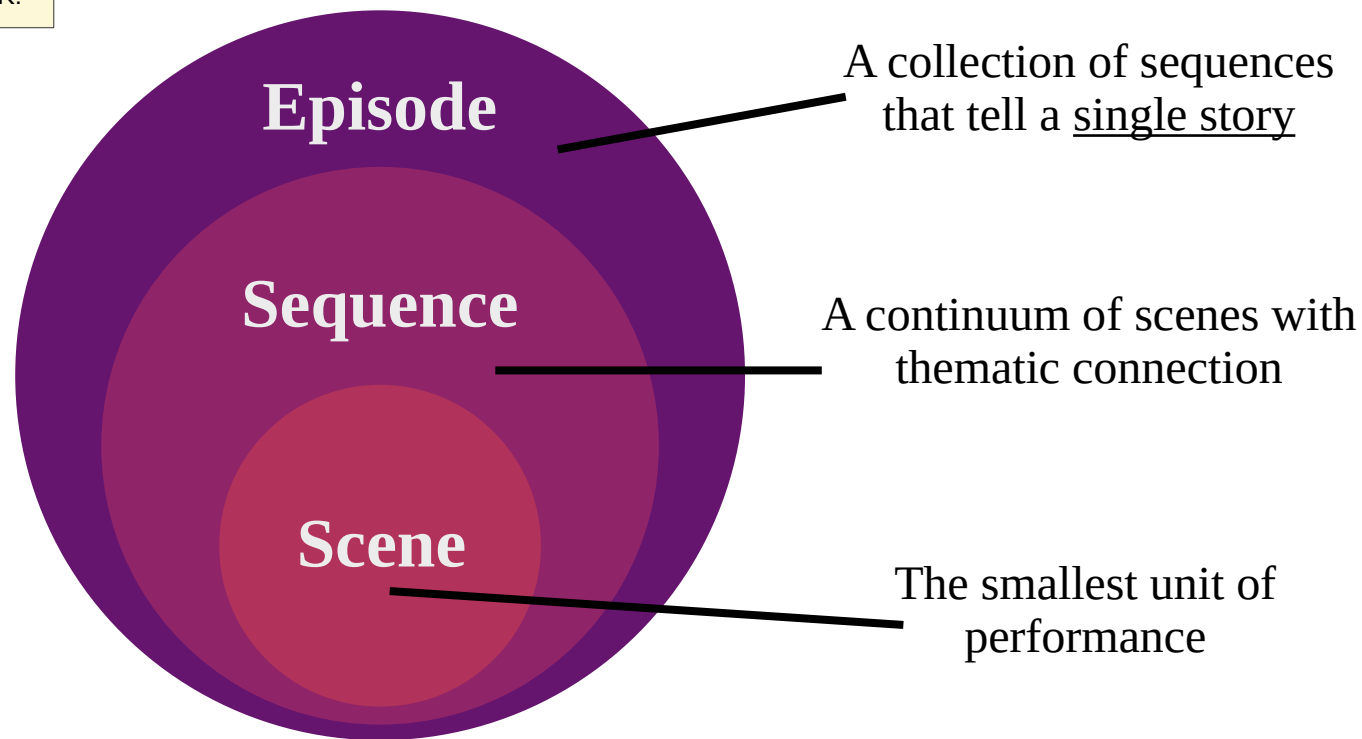 Episode
A collection of sequences
that tell a single story
Sequence
A continuum of scenes with
thematic connection
Scene
The smallest unit of
performance